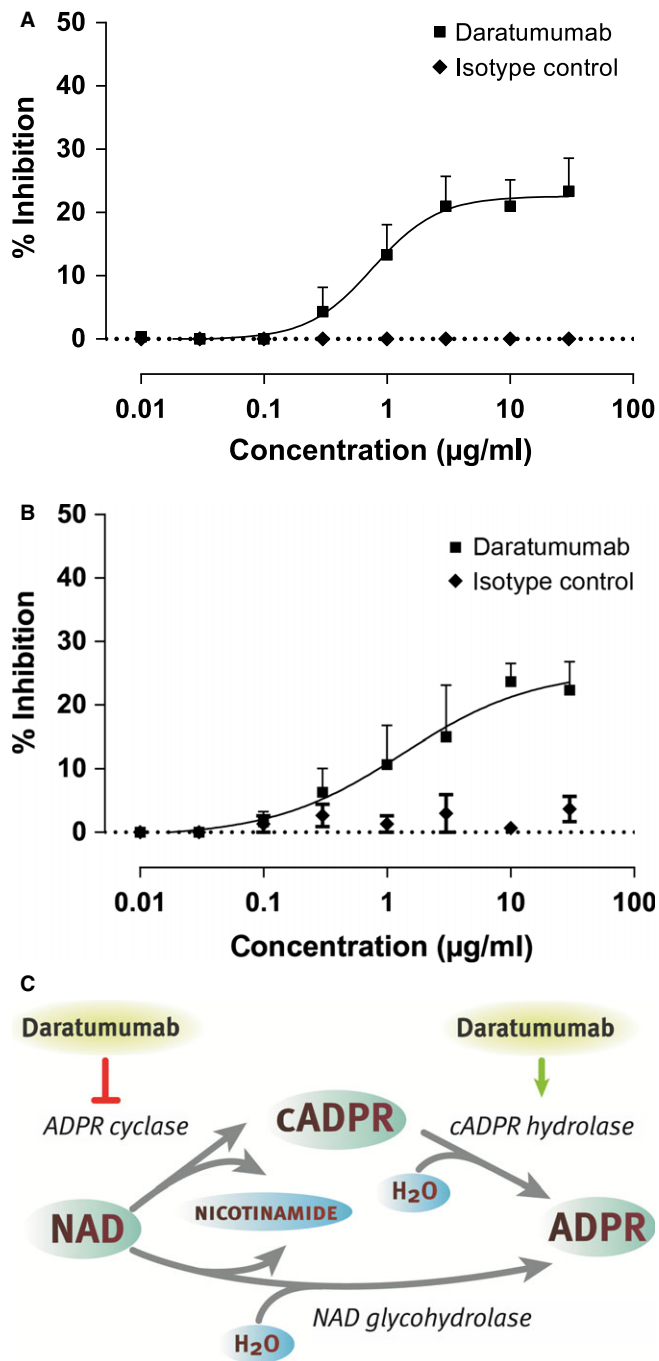 A
50
40
30
20
10
0
% Inhibition
■ Daratumumab
◆ Isotype control
0.01 0.1 1 10 100
Concentration (µg/ml)
B
50
40
30
20
10
0
% Inhibition
■ Daratumumab
◆ Isotype control
0.01 0.1 1 10 100
Concentration (µg/ml)
C
Daratumumab Daratumumab
ADPR cyclase cADPR cADPR hydrolase
NAD NICOTINAMIDE H2O ADPR
H2O NAD glycohydrolase